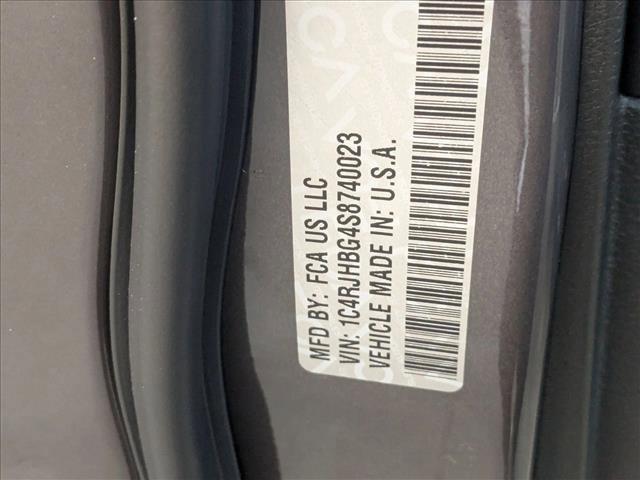 MFD BY: FCA US LLC
VIN: 1C4RJHBG4S8740023
VEHICLE MADE IN: U.S.A.